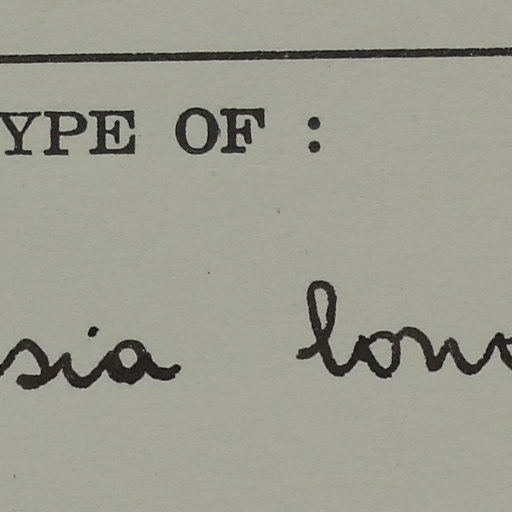 YPE OF :
sia lon